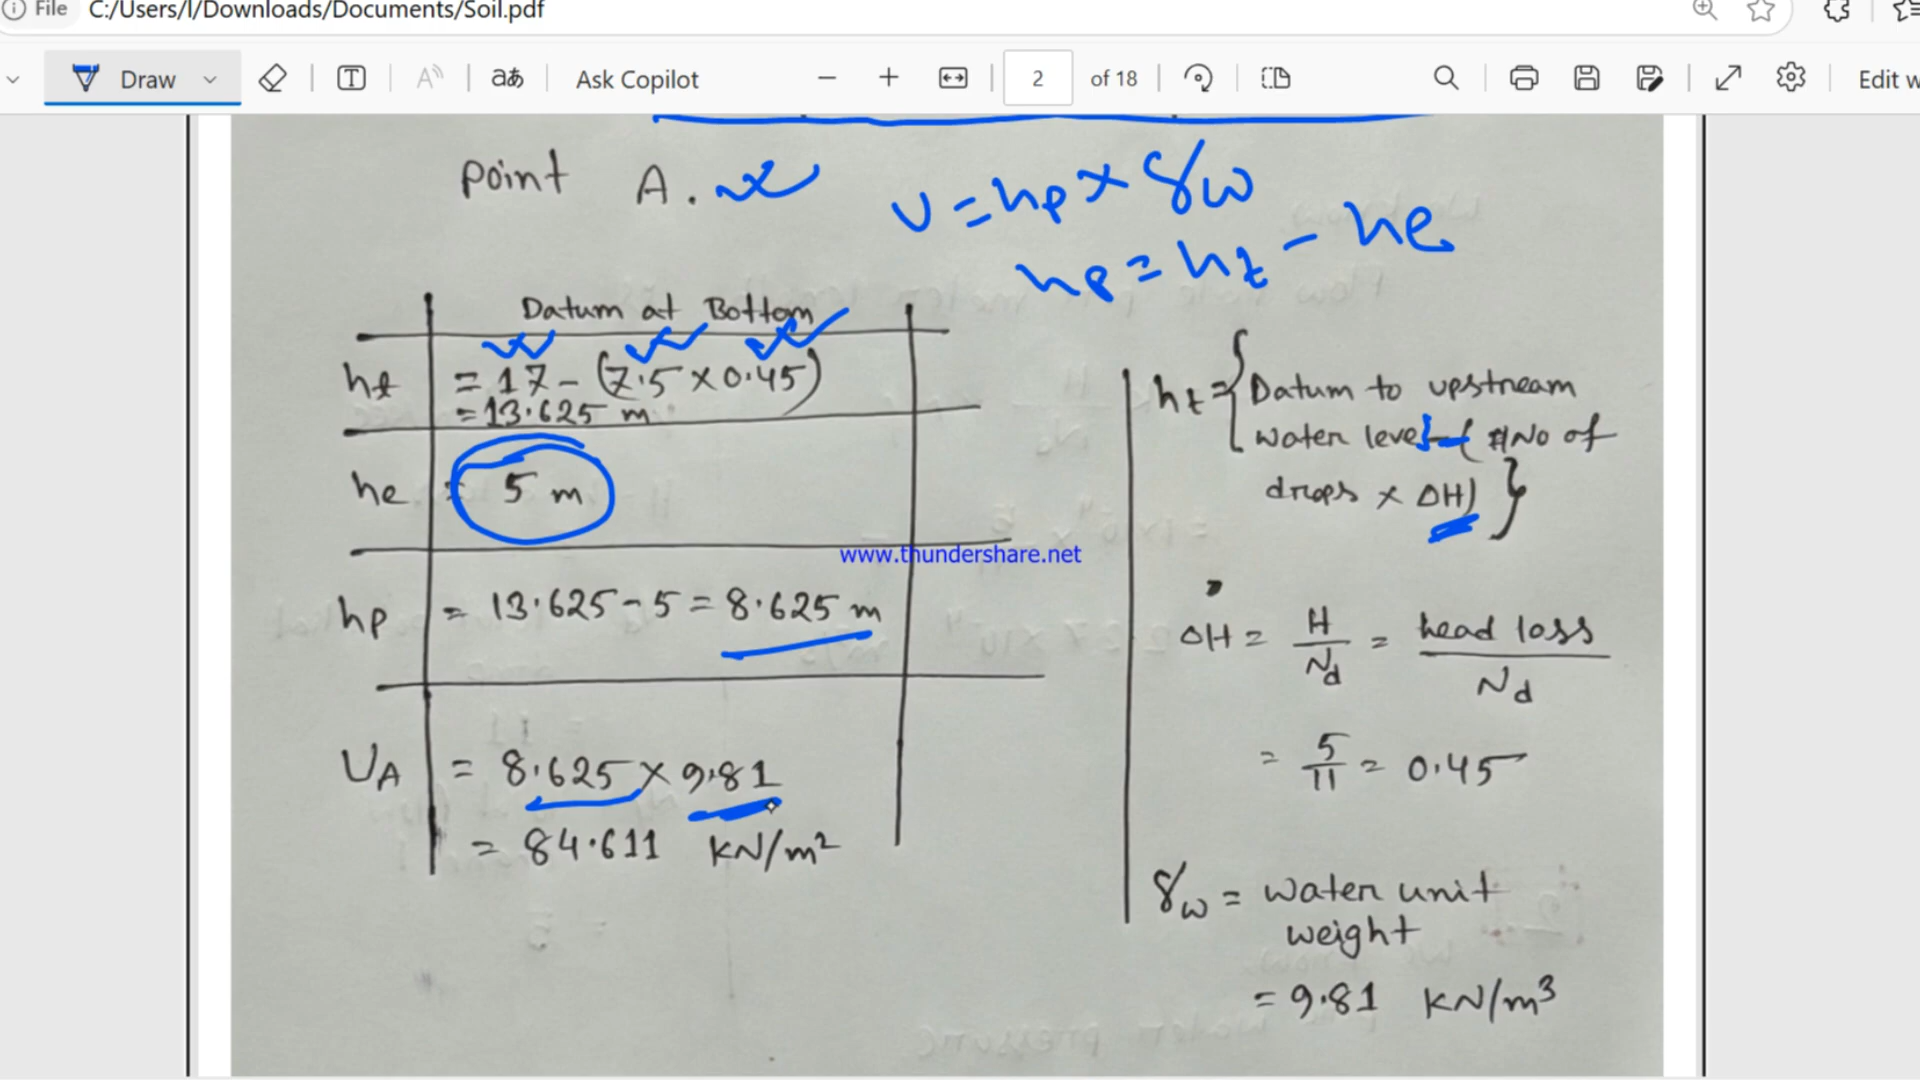 File C:/Users/I/Downloads/Documents/Soil.pdf
Draw T A aあ Ask Copilot 2 of 18 Edit w
Point A.
U = hp × γw
hp = ht - he
Datum at Bottom
ht = 17 - (7.5 × 0.45)
= 13.625 m
he = 5 m
www.thundershare.net
hp = 13.625 - 5 = 8.625 m
UA = 8.625 × 9.81
= 84.611 KN/m²
ht = { Datum to upstream
water level - ( #No of
drops × ΔH) }
ΔH = H/Nd = head loss/Nd
= 5/11 = 0.45
γw = water unit
weight
= 9.81 KN/m³